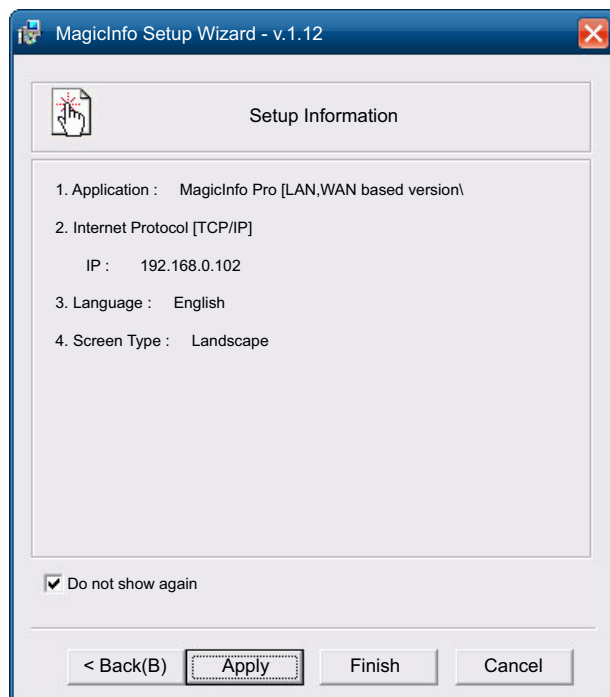 MagicInfo Setup Wizard - v.1.12
Setup Information
1. Application : MagicInfo Pro [LAN,WAN based version\
2. Internet Protocol [TCP/IP]
IP : 192.168.0.102
3. Language : English
4. Screen Type : Landscape
Do not show again
< Back(B) Apply Finish Cancel